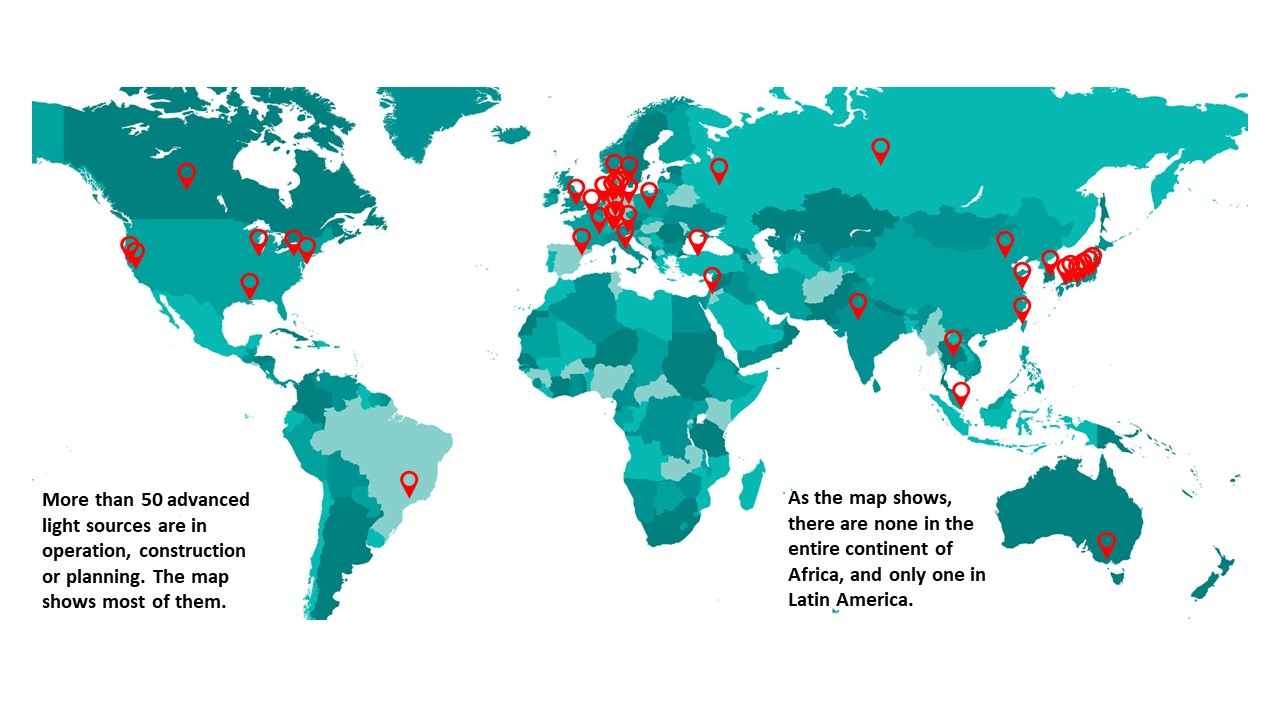 More than 50 advanced
light sources are in
operation, construction
or planning. The map
shows most of them.
As the map shows,
there are none in the
entire continent of
Africa, and only one in
Latin America.